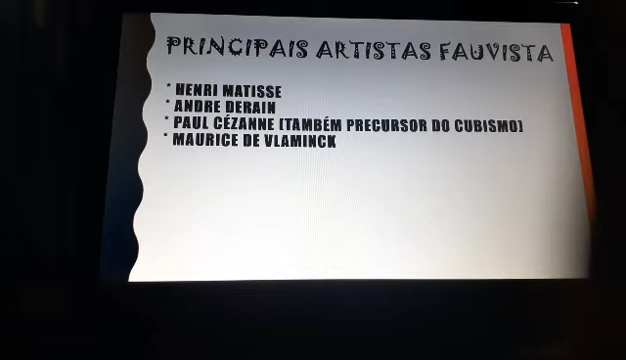 PRINCIPAIS ARTISTAS FAUVISTA
* HENRI MATISSE
* ANDRE DERAIN
* PAUL CÉZANNE (TAMBÉM PRECURSOR DO CUBISMO)
* MAURICE DE VLAMINCK